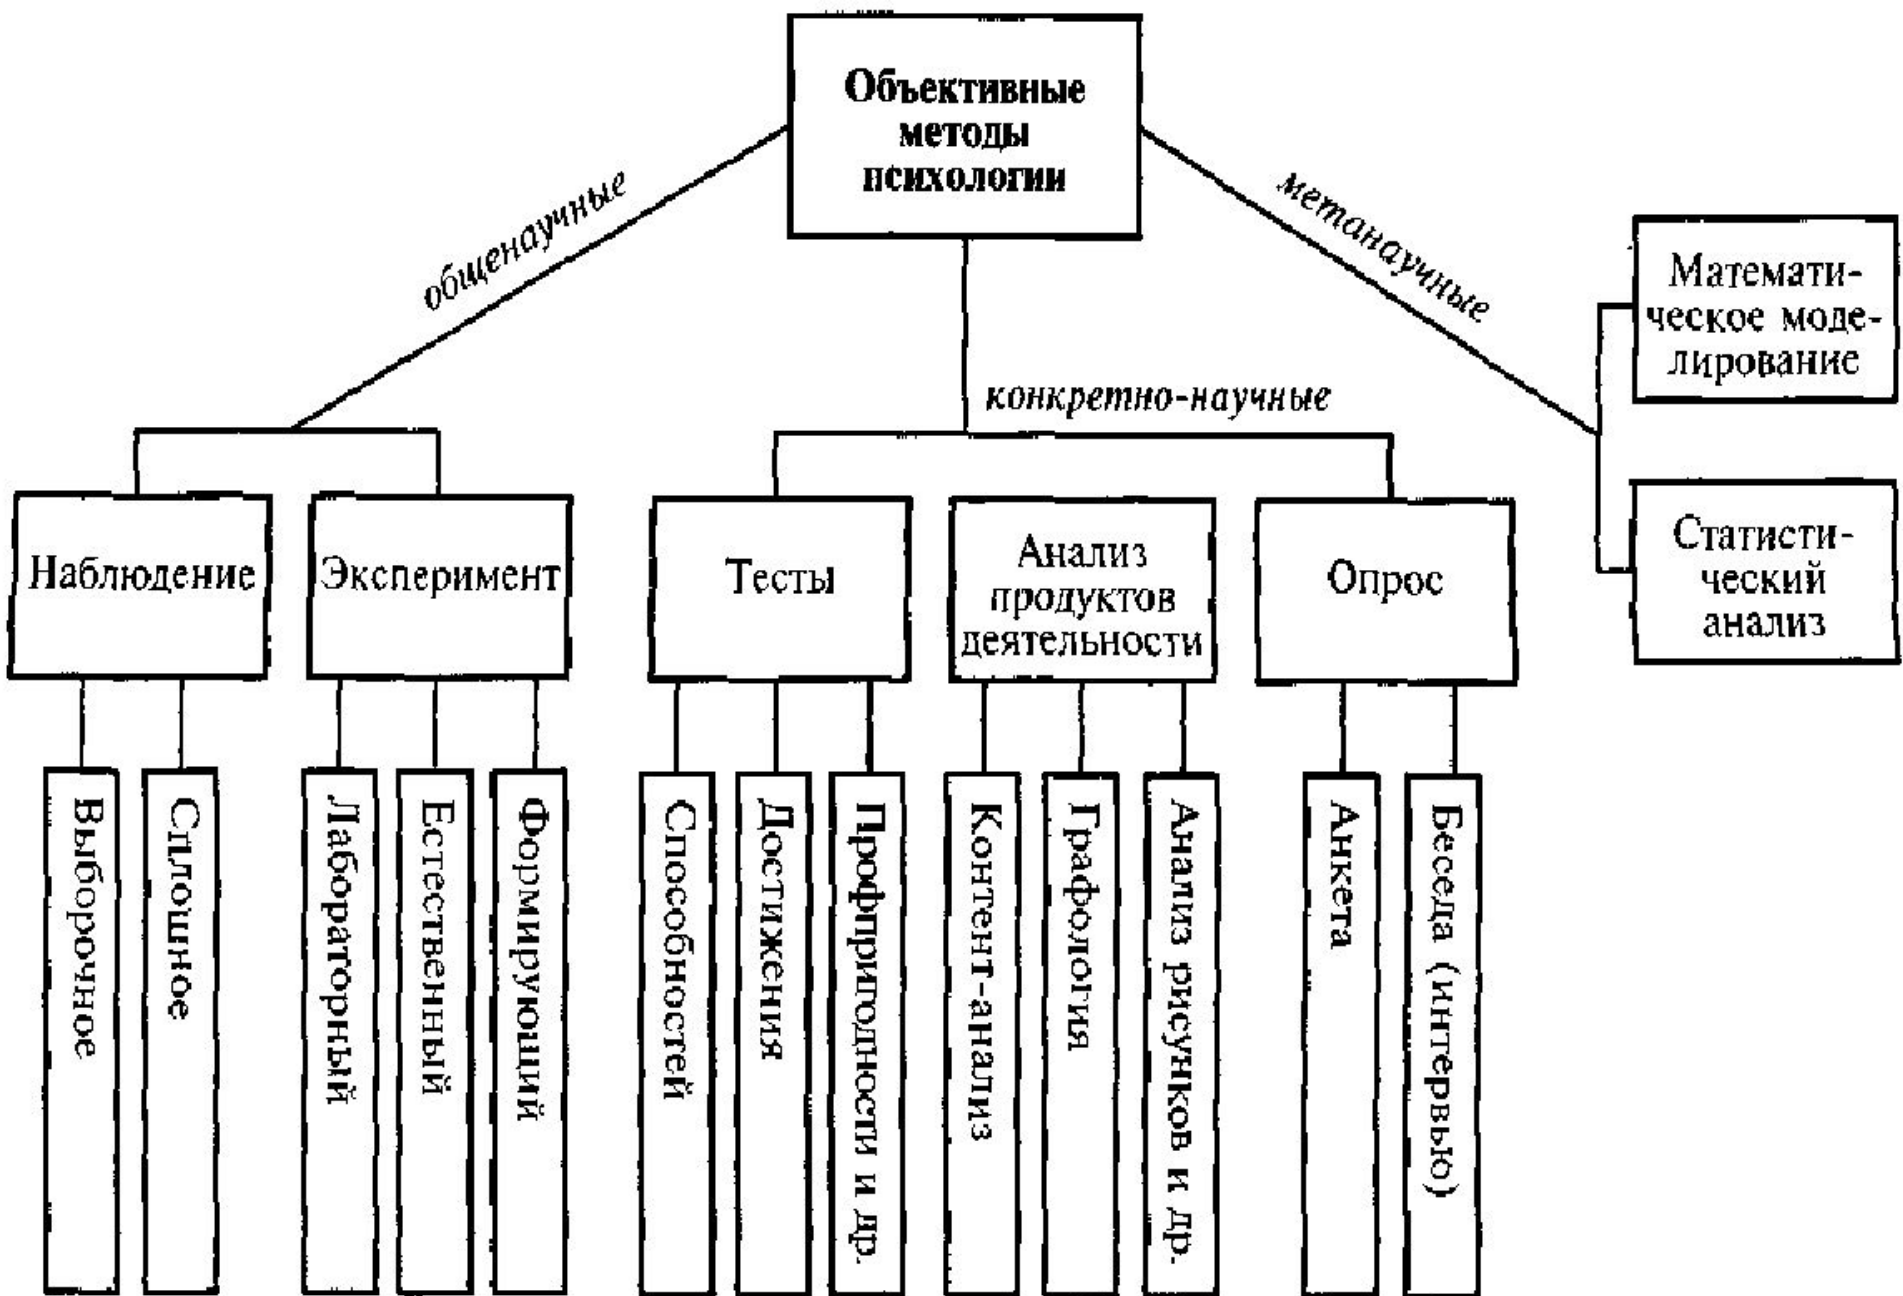 Объективные
методы
психологии
общенаучные
метанаучные
конкретно-научные
Математи-
ческое моде-
лирование
Статисти-
ческий
анализ
Наблюдение
Эксперимент
Тесты
Анализ
продуктов
деятельности
Опрос
Выборочное
Сплошное
Лабораторный
Естественный
Формирующий
Способностей
Достижения
Профпригодности и др.
Контент-анализ
Графология
Анализ рисунков и др.
Анкета
Беседа (интервью)